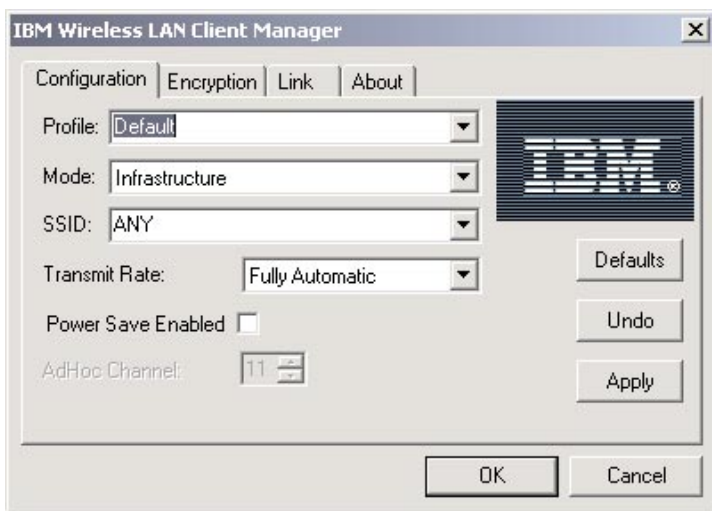 IBM Wireless LAN Client Manager
Configuration Encryption Link About
Profile: Default
IBM®
Mode: Infrastructure
SSID: ANY
Defaults
Transmit Rate: Fully Automatic
Power Save Enabled
Undo
AdHoc Channel: 11
Apply
OK Cancel